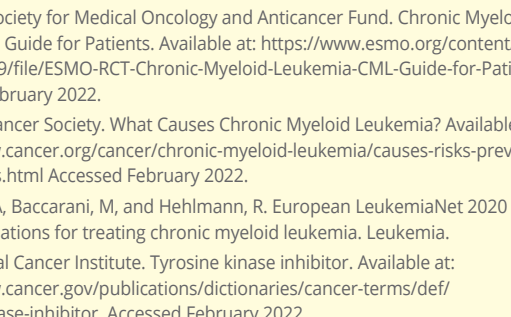 ociety for Medical Oncology and Anticancer Fund. Chronic Myelo
Guide for Patients. Available at: https://www.esmo.org/content
9/file/ESMO-RCT-Chronic-Myeloid-Leukemia-CML-Guide-for-Pati
bruary 2022.
ancer Society. What Causes Chronic Myeloid Leukemia? Available
.cancer.org/cancer/chronic-myeloid-leukemia/causes-risks-prev
s.html Accessed February 2022.
A, Baccarani, M, and Hehlmann, R. European LeukemiaNet 2020
ations for treating chronic myeloid leukemia. Leukemia.
al Cancer Institute. Tyrosine kinase inhibitor. Available at:
.cancer.gov/publications/dictionaries/cancer-terms/def/
ase-inhibitor. Accessed February 2022